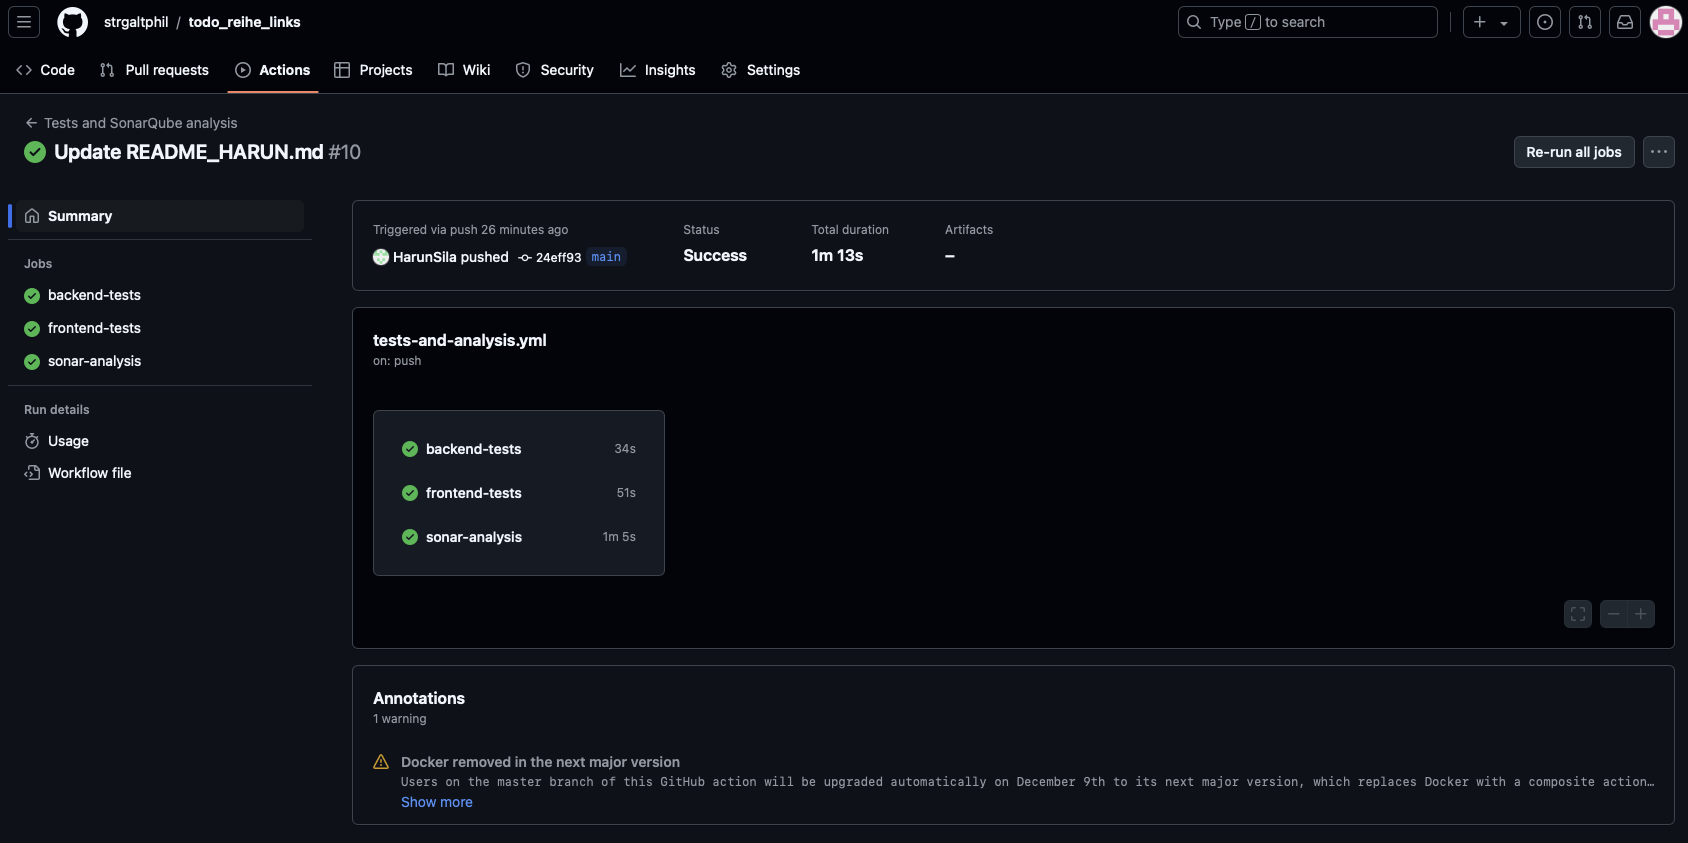 strgaltphil / todo_reihe_links
Type / to search
Code
Pull requests
Actions
Projects
Wiki
Security
Insights
Settings
Tests and SonarQube analysis
Update README_HARUN.md #10
Re-run all jobs
Summary
Jobs
backend-tests
frontend-tests
sonar-analysis
Run details
Usage
Workflow file
Triggered via push 26 minutes ago
HarunSila pushed 24eff93 main
Status
Success
Total duration
1m 13s
Artifacts
–
tests-and-analysis.yml
on: push
backend-tests 34s
frontend-tests 51s
sonar-analysis 1m 5s
Annotations
1 warning
Docker removed in the next major version
Users on the master branch of this GitHub action will be upgraded automatically on December 9th to its next major version, which replaces Docker with a composite action…
Show more